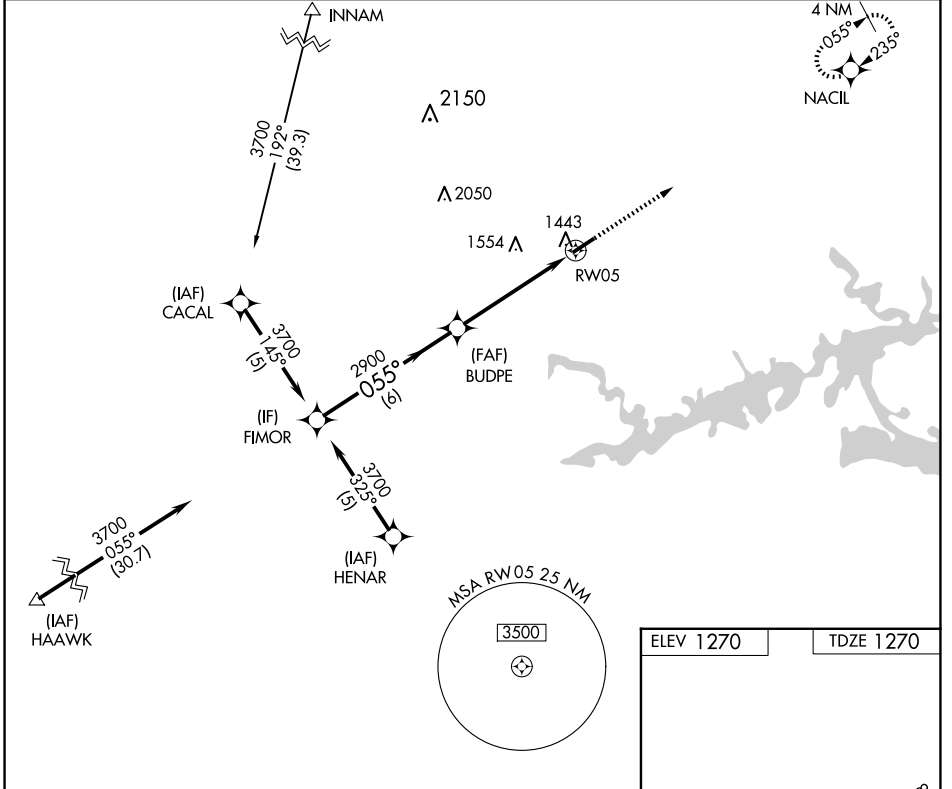 INNAM
4 NM
055°
235°
NACIL
3700
192°
(39.3)
2150
2050
1554
1443
RW05
(IAF)
CACAL
3700
145°
(5)
(FAF)
BUDPE
2900
055°
(6)
(IF)
FIMOR
3700
325°
(5)
(IAF)
HENAR
3700
055°
(30.7)
(IAF)
HAAWK
MSA RW05 25 NM
3500
ELEV 1270
TDZE 1270